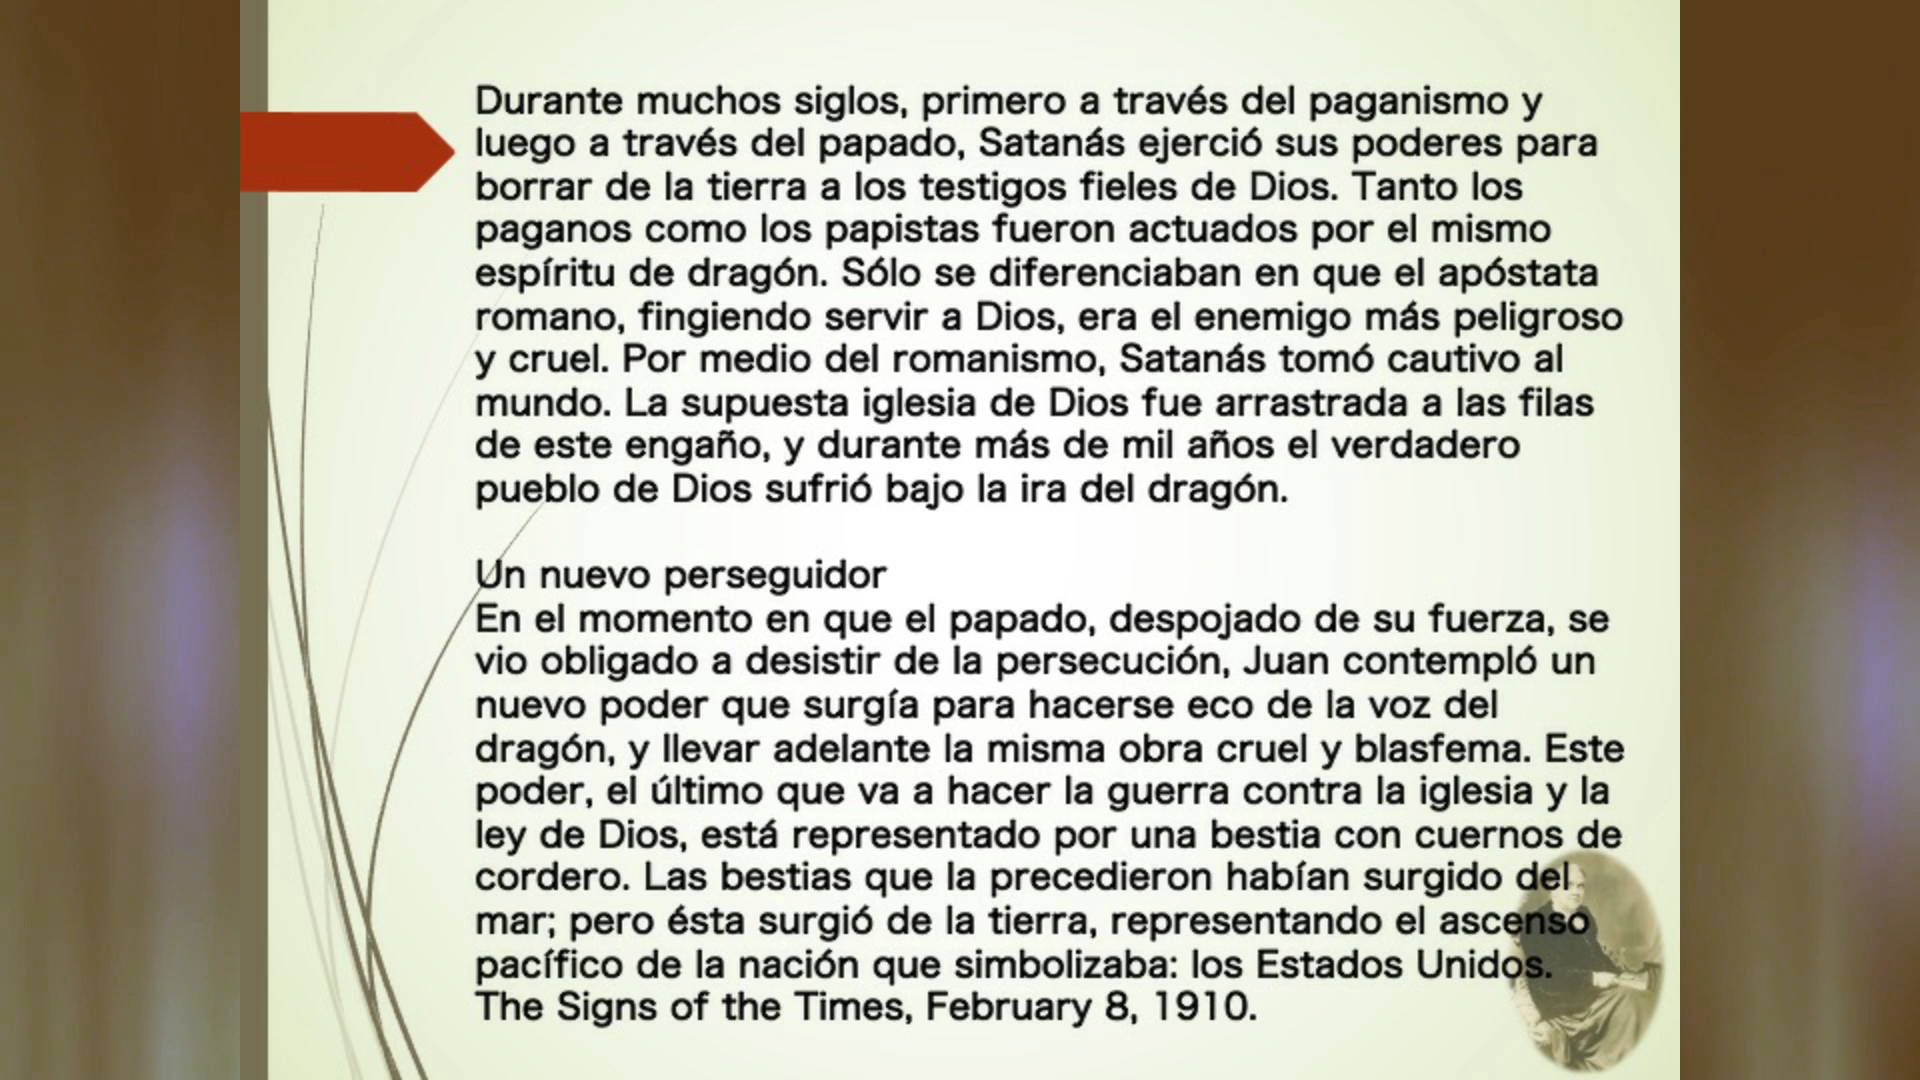 Durante muchos siglos, primero a través del paganismo y
luego a través del papado, Satanás ejerció sus poderes para
borrar de la tierra a los testigos fieles de Dios. Tanto los
paganos como los papistas fueron actuados por el mismo
espíritu de dragón. Sólo se diferenciaban en que el apóstata
romano, fingiendo servir a Dios, era el enemigo más peligroso
y cruel. Por medio del romanismo, Satanás tomó cautivo al
mundo. La supuesta iglesia de Dios fue arrastrada a las filas
de este engaño, y durante más de mil años el verdadero
pueblo de Dios sufrió bajo la ira del dragón.
Un nuevo perseguidor
En el momento en que el papado, despojado de su fuerza, se
vio obligado a desistir de la persecución, Juan contempló un
nuevo poder que surgía para hacerse eco de la voz del
dragón, y llevar adelante la misma obra cruel y blasfema. Este
poder, el último que va a hacer la guerra contra la iglesia y la
ley de Dios, está representado por una bestia con cuernos de
cordero. Las bestias que la precedieron habían surgido del
mar; pero ésta surgió de la tierra, representando el ascenso
pacífico de la nación que simbolizaba: los Estados Unidos.
The Signs of the Times, February 8, 1910.